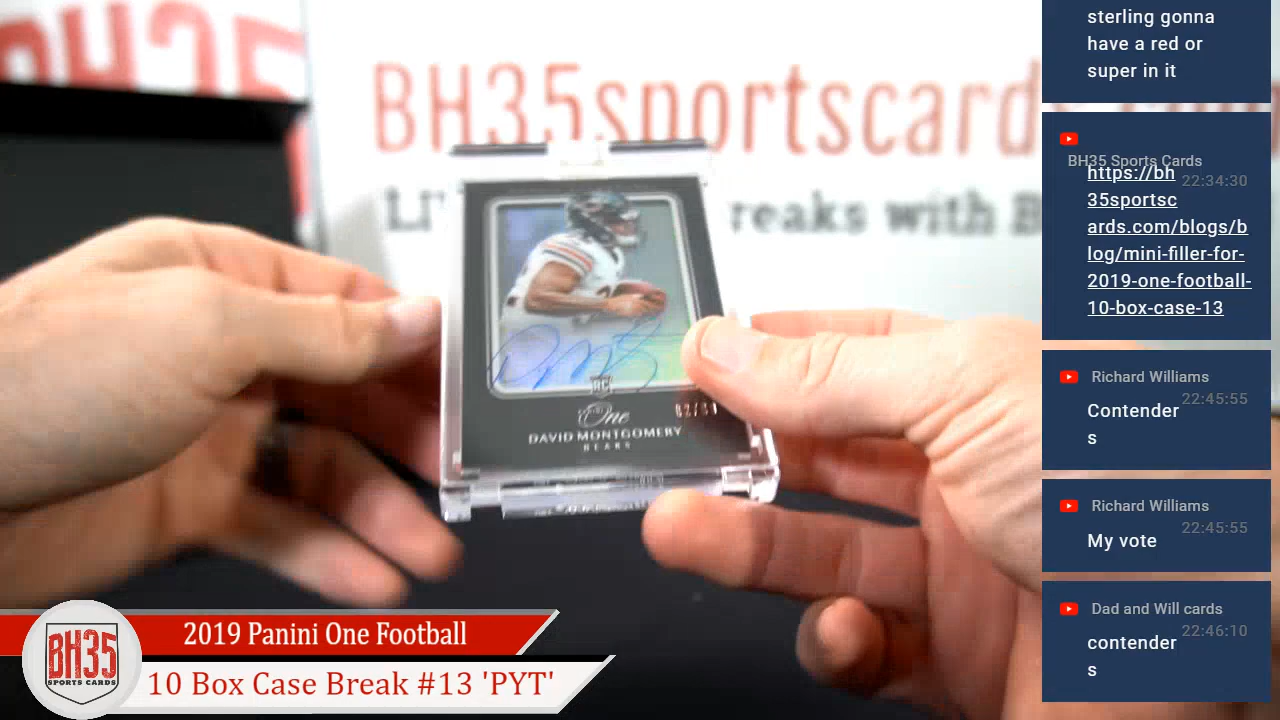 BH35
BH35sportscards
Li'
reaks with B
RC
One
DAVID MONTGOMERY
BEARS
BH35
SPORTS CARDS
2019 Panini One Football
10 Box Case Break #13 'PYT'
sterling gonna
have a red or
super in it
BH35 Sports Cards
22:34:30
https://bh
35sportsc
ards.com/blogs/b
log/mini-filler-for-
2019-one-football-
10-box-case-13
Richard Williams
22:45:55
Contender
s
Richard Williams
22:45:55
My vote
Dad and Will cards
22:46:10
contender
s